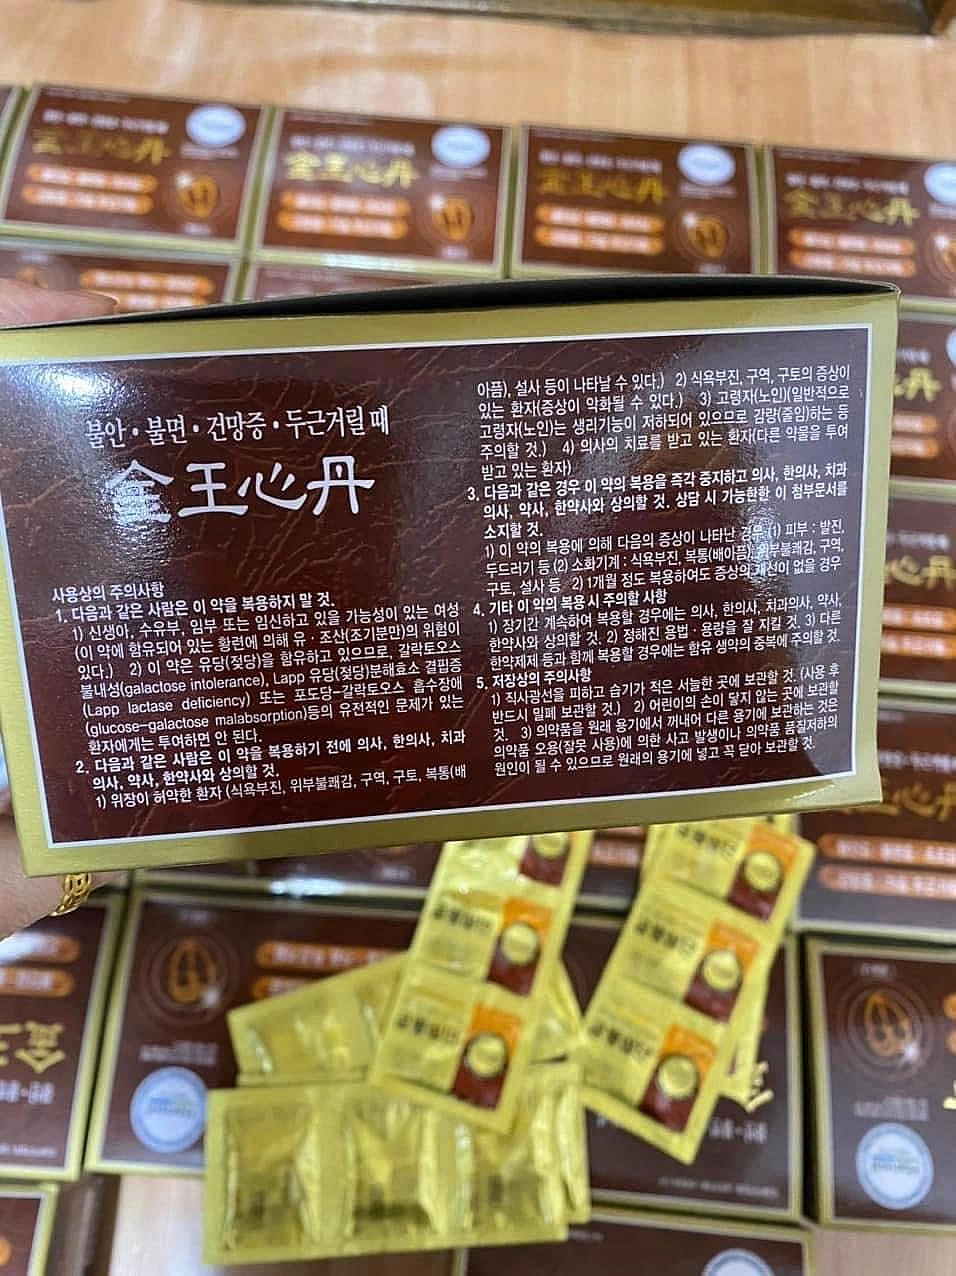 불안·불면·건망증·두근거릴 때
金王心丹
사용상의 주의사항
1. 다음과 같은 사람은 이 약을 복용하지 말 것.
1) 신생아, 수유부, 임부 또는 임신하고 있을 가능성이 있는 여성
(이 약에 함유되어 있는 황련에 의해 유·조산(조기분만)의 위험이
있다.) 2) 이 약은 유당(젖당)을 함유하고 있으므로, 갈락토오스
불내성(galactose intolerance), Lapp 유당(젖당)분해효소 결핍증
(Lapp lactase deficiency) 또는 포도당-갈락토오스 흡수장애
(glucose-galactose malabsorption)등의 유전적인 문제가 있는
환자에게는 투여하면 안 된다.
2. 다음과 같은 사람은 이 약을 복용하기 전에 의사, 한의사, 치과
의사, 약사, 한약사와 상의할 것.
1) 위장이 허약한 환자 (식욕부진, 위부불쾌감, 구역, 구토, 복통(배
아픔), 설사 등이 나타날 수 있다.) 2) 식욕부진, 구역, 구토의 증상이
있는 환자(증상이 악화될 수 있다.) 3) 고령자(노인)(일반적으로
고령자(노인)는 생리기능이 저하되어 있으므로 감량(줄임)하는 등
주의할 것.) 4) 의사의 치료를 받고 있는 환자(다른 약물을 투여
받고 있는 환자)
3. 다음과 같은 경우 이 약의 복용을 즉각 중지하고 의사, 한의사, 치과
의사, 약사, 한약사와 상의할 것. 상담 시 가능한한 이 첨부문서를
소지할 것.
1) 이 약의 복용에 의해 다음의 증상이 나타난 경우 (1) 피부 : 발진,
두드러기 등 (2) 소화기계 : 식욕부진, 복통(배아픔), 위부불쾌감, 구역,
구토, 설사 등 2) 1개월 정도 복용하여도 증상의 개선이 없을 경우
4. 기타 이 약의 복용 시 주의할 사항
1) 장기간 계속하여 복용할 경우에는 의사, 한의사, 치과의사, 약사,
한약사와 상의할 것. 2) 정해진 용법·용량을 잘 지킬 것. 3) 다른
한약제제 등과 함께 복용할 경우에는 함유 생약의 중복에 주의할 것.
5. 저장상의 주의사항
1) 직사광선을 피하고 습기가 적은 서늘한 곳에 보관할 것. (사용 후
반드시 밀폐 보관할 것.) 2) 어린이의 손이 닿지 않는 곳에 보관할
것. 3) 의약품을 원래 용기에서 꺼내어 다른 용기에 보관하는 것은
의약품 오용(잘못 사용)에 의한 사고 발생이나 의약품 품질저하의
원인이 될 수 있으므로 원래의 용기에 넣고 꼭 닫아 보관할 것.
金王心丹
金王心丹
金王心丹
金王心丹